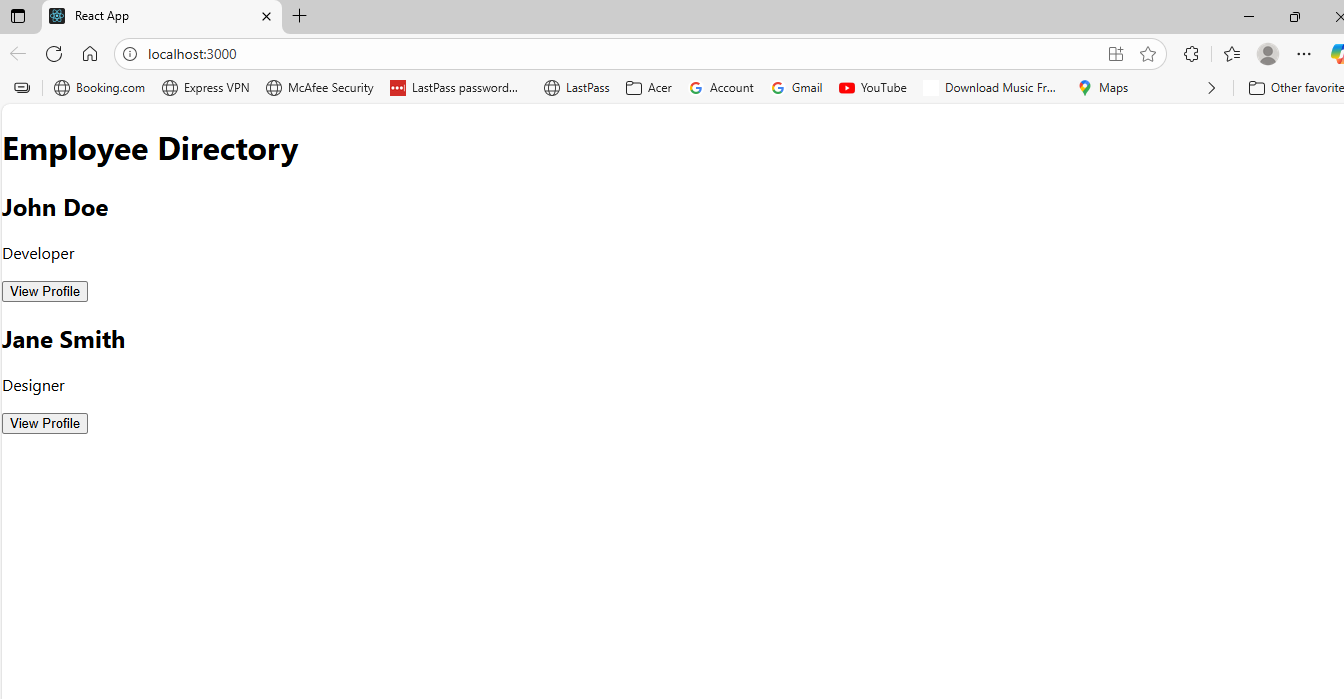 React App
localhost:3000
Booking.com Express VPN McAfee Security LastPass password... LastPass Acer Account Gmail YouTube Download Music Fr... Maps Other favorite
Employee Directory
John Doe
Developer
View Profile
Jane Smith
Designer
View Profile